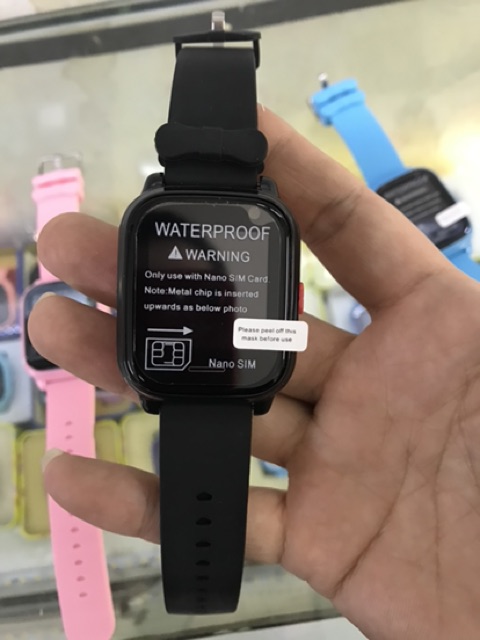 WATERPROOF
WARNING
Only use with Nano SIM Card.
Note:Metal chip is inserted
upwards as below photo
Please peel off this
mask before use
Nano SIM